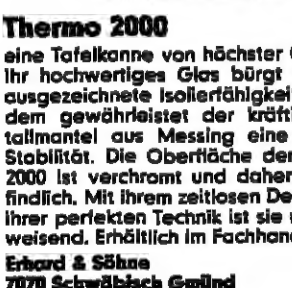 Thermo 2000
eine Tafelkanne von höchster
Ihr hochwertiges Glas bürgt
ausgezeichnete Isolierfähigkei
dem gewährleistet der kräfti
tallmantel aus Messing eine
Stabilität. Die Oberfläche der
2000 ist verchromt und daher
findlich. Mit ihrem zeitlosen De
ihrer perfekten Technik ist sie
weisend. Erhältlich im Fachhan
Erhard & Söhne
7070 Schwäbisch Gmünd